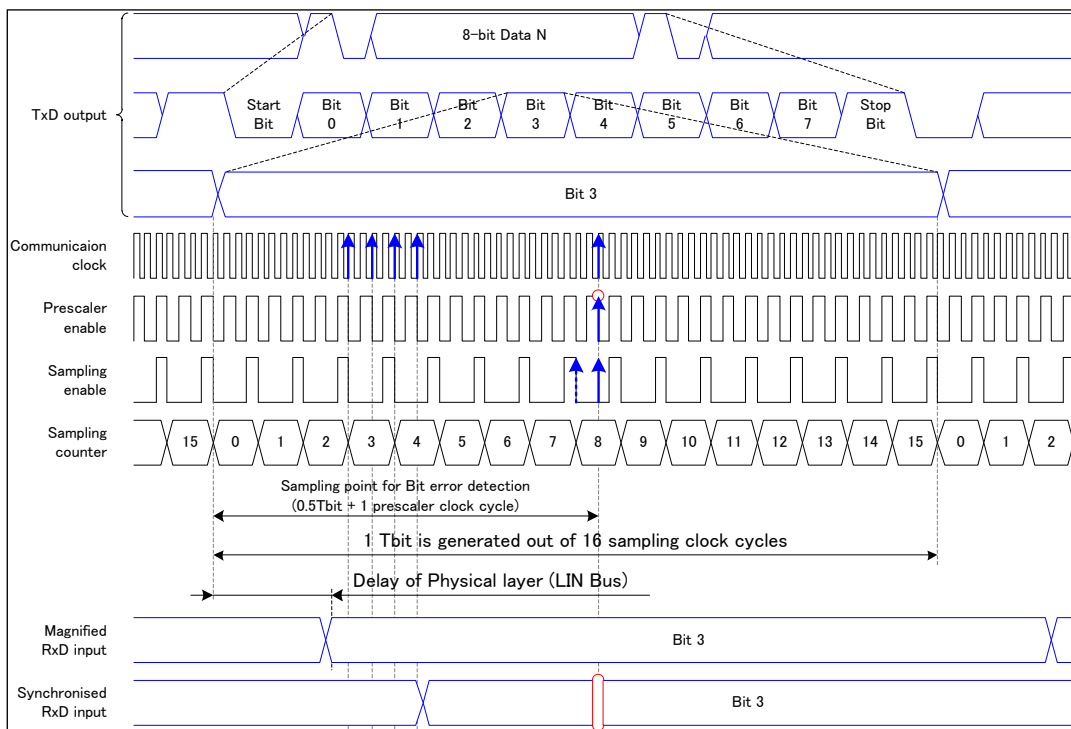 8-bit Data N
TxD output
Start Bit
Bit 0
Bit 1
Bit 2
Bit 3
Bit 4
Bit 5
Bit 6
Bit 7
Stop Bit
Bit 3
Communicaion clock
Prescaler enable
Sampling enable
Sampling counter
15 0 1 2 3 4 5 6 7 8 9 10 11 12 13 14 15 0 1 2
Sampling point for Bit error detection
(0.5Tbit + 1 prescaler clock cycle)
1 Tbit is generated out of 16 sampling clock cycles
Delay of Physical layer (LIN Bus)
Magnified RxD input
Bit 3
Synchronised RxD input
Bit 3